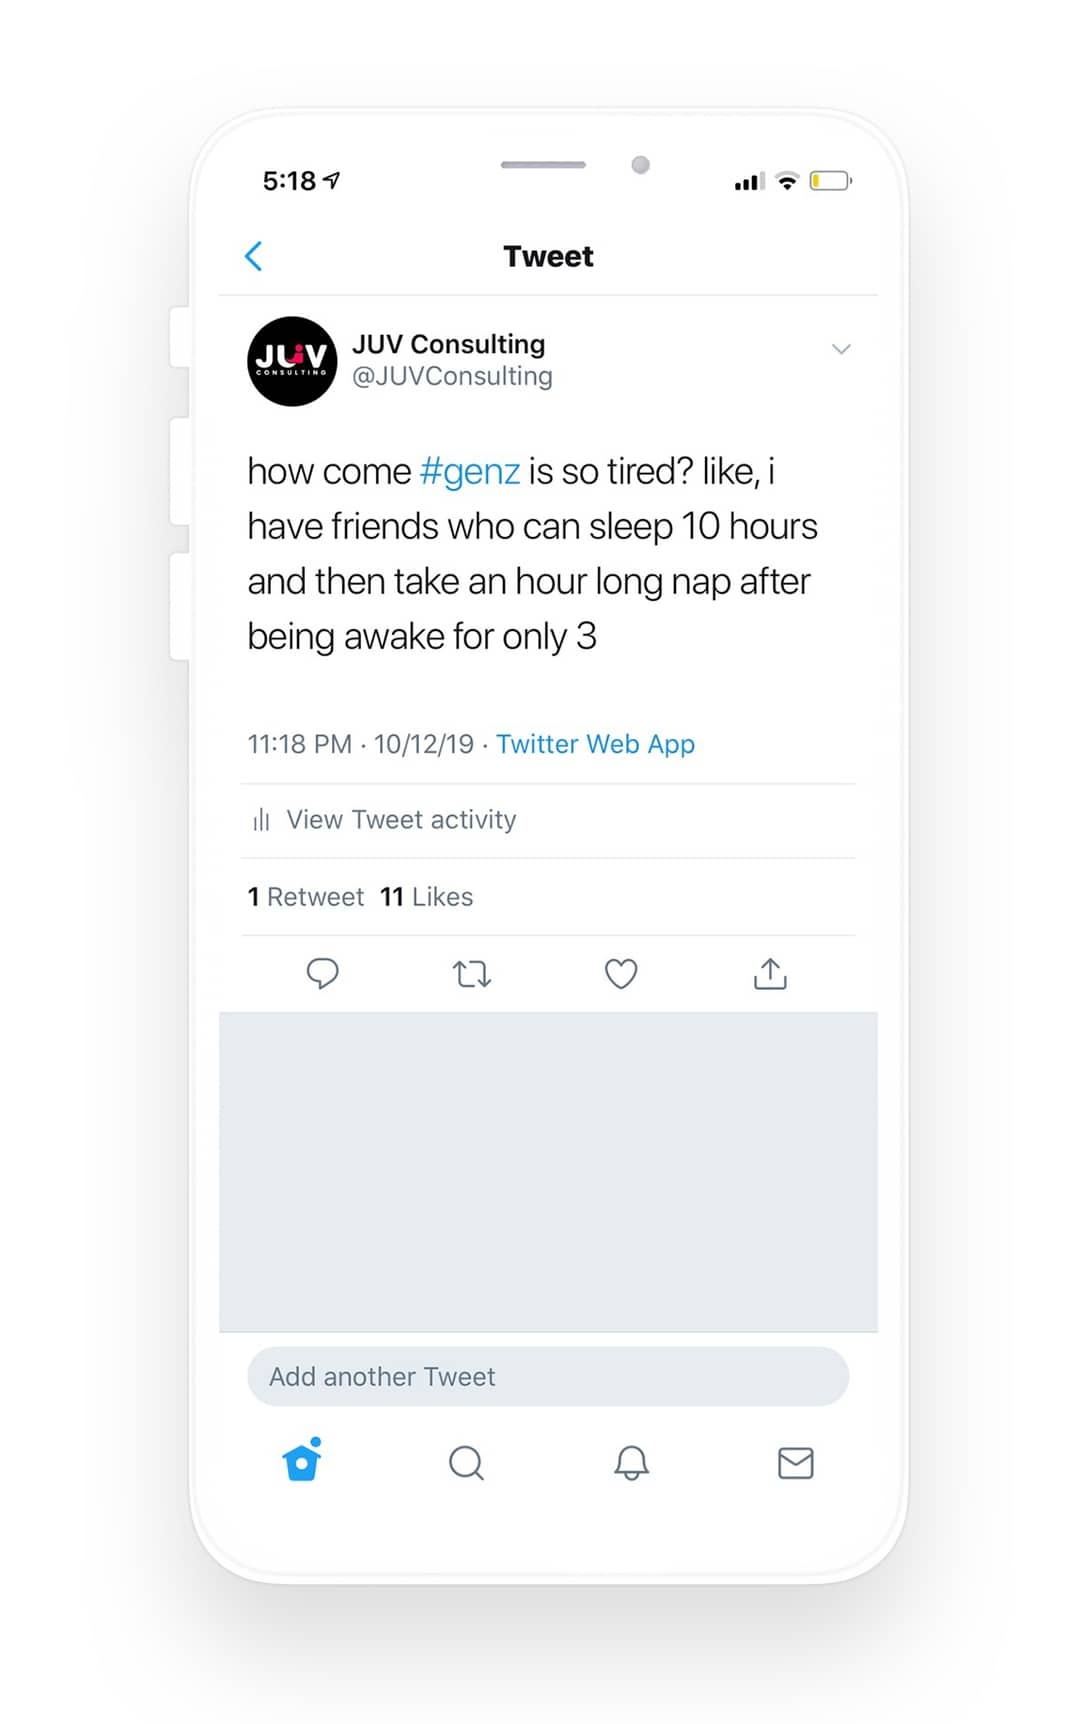 5:18
Tweet
JUV
CONSULTING
JUV Consulting
@JUVConsulting
how come #genz is so tired? like, i
have friends who can sleep 10 hours
and then take an hour long nap after
being awake for only 3
11:18 PM · 10/12/19 · Twitter Web App
View Tweet activity
1 Retweet 11 Likes
Add another Tweet